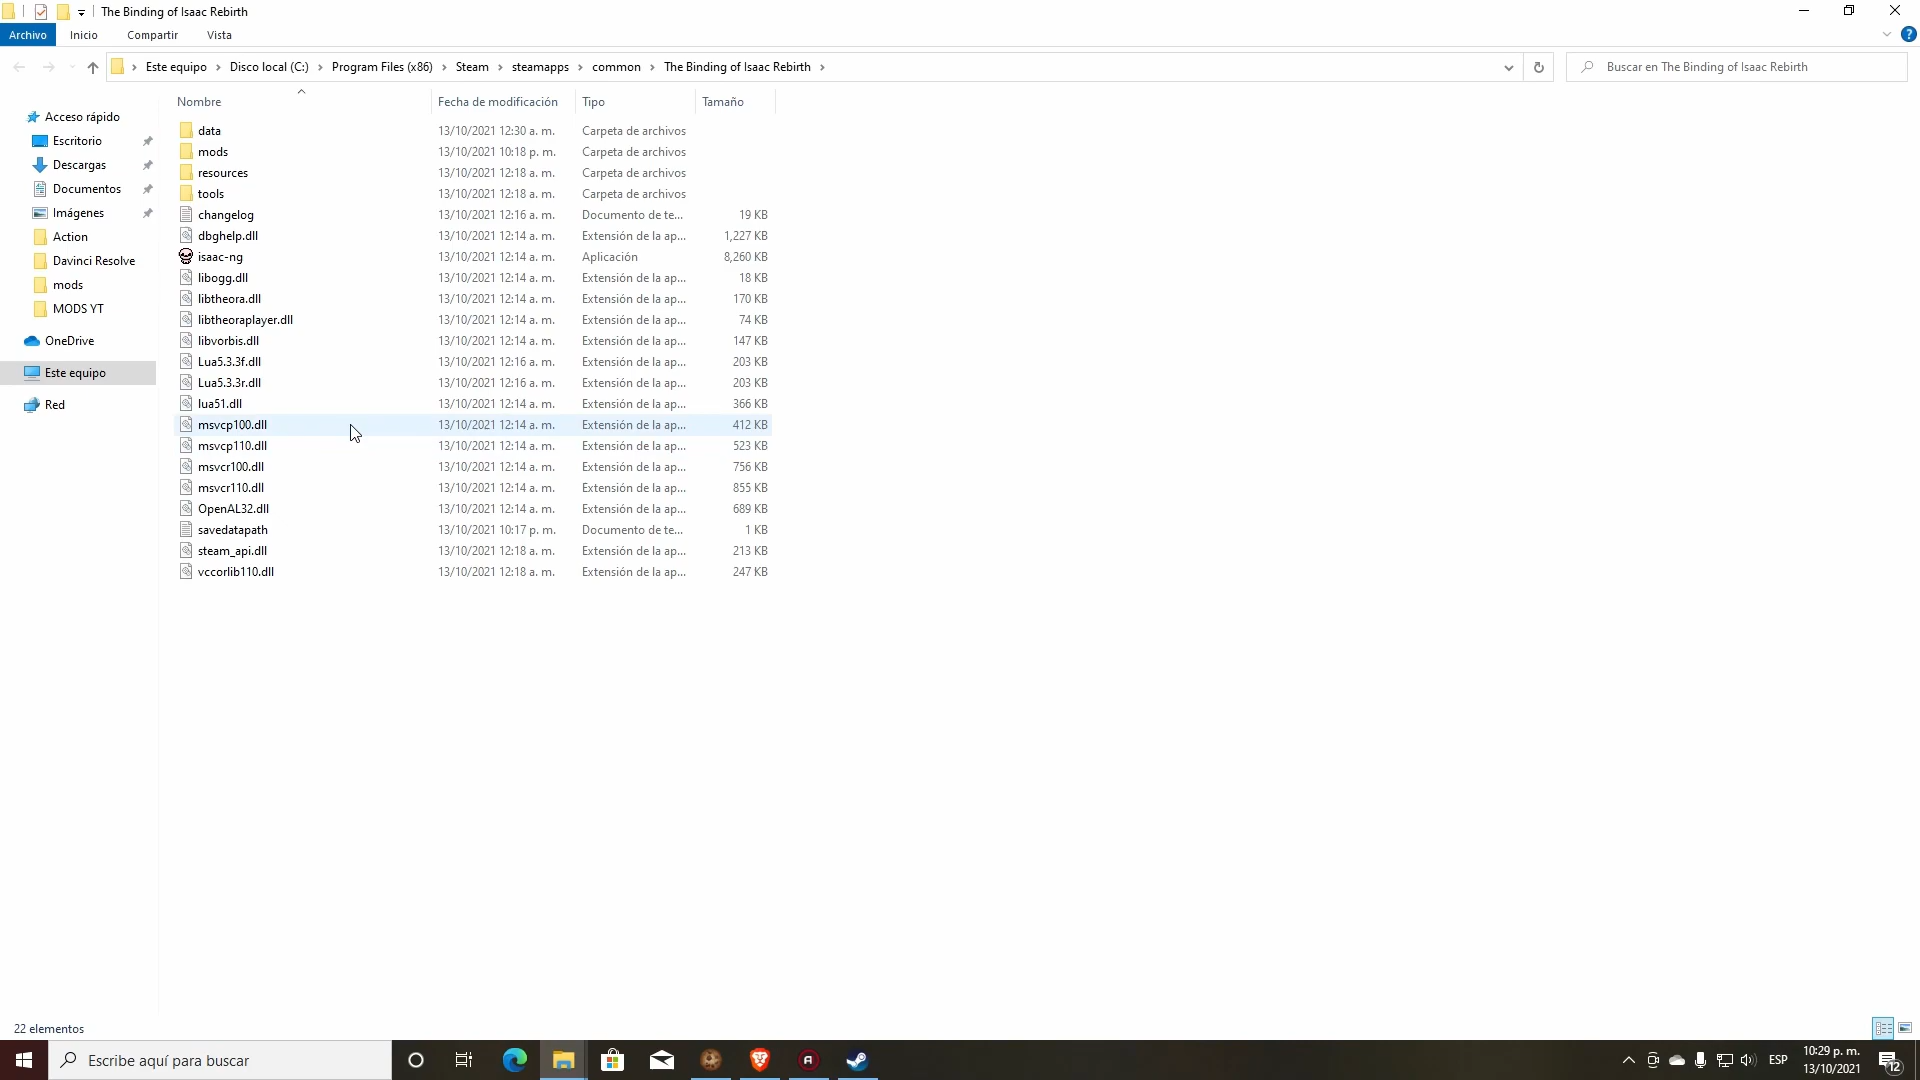 The Binding of Isaac Rebirth
Archivo Inicio Compartir Vista
Este equipo Disco local (C:) Program Files (x86) Steam steamapps common The Binding of Isaac Rebirth Buscar en The Binding of Isaac Rebirth
Acceso rápido
Escritorio
Descargas
Documentos
Imágenes
Action
Davinci Resolve
mods
MODS YT
OneDrive
Este equipo
Red
Nombre Fecha de modificación Tipo Tamaño
data 13/10/2021 12:30 a. m. Carpeta de archivos
mods 13/10/2021 10:18 p. m. Carpeta de archivos
resources 13/10/2021 12:18 a. m. Carpeta de archivos
tools 13/10/2021 12:18 a. m. Carpeta de archivos
changelog 13/10/2021 12:16 a. m. Documento de te... 19 KB
dbghelp.dll 13/10/2021 12:14 a. m. Extensión de la ap... 1,227 KB
isaac-ng 13/10/2021 12:14 a. m. Aplicación 8,260 KB
libogg.dll 13/10/2021 12:14 a. m. Extensión de la ap... 18 KB
libtheora.dll 13/10/2021 12:14 a. m. Extensión de la ap... 170 KB
libtheoraplayer.dll 13/10/2021 12:14 a. m. Extensión de la ap... 74 KB
libvorbis.dll 13/10/2021 12:14 a. m. Extensión de la ap... 147 KB
Lua5.3.3f.dll 13/10/2021 12:16 a. m. Extensión de la ap... 203 KB
Lua5.3.3r.dll 13/10/2021 12:16 a. m. Extensión de la ap... 203 KB
lua51.dll 13/10/2021 12:14 a. m. Extensión de la ap... 366 KB
msvcp100.dll 13/10/2021 12:14 a. m. Extensión de la ap... 412 KB
msvcp110.dll 13/10/2021 12:14 a. m. Extensión de la ap... 523 KB
msvcr100.dll 13/10/2021 12:14 a. m. Extensión de la ap... 756 KB
msvcr110.dll 13/10/2021 12:14 a. m. Extensión de la ap... 855 KB
OpenAL32.dll 13/10/2021 12:14 a. m. Extensión de la ap... 689 KB
savedatapath 13/10/2021 10:17 p. m. Documento de te... 1 KB
steam_api.dll 13/10/2021 12:18 a. m. Extensión de la ap... 213 KB
vccorlib110.dll 13/10/2021 12:18 a. m. Extensión de la ap... 247 KB
22 elementos
Escribe aquí para buscar
ESP
10:29 p. m.
13/10/2021
12